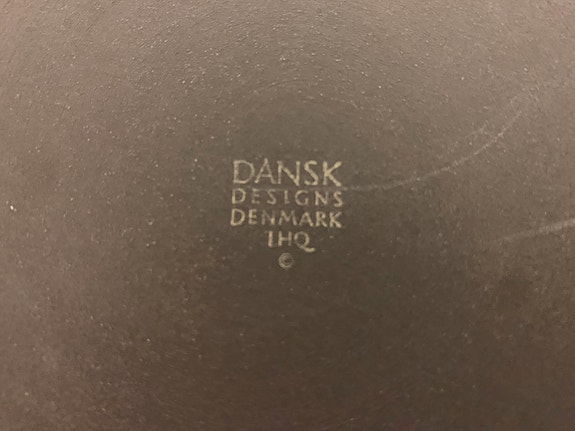 DANSK
DESIGNS
DENMARK
IHQ
©